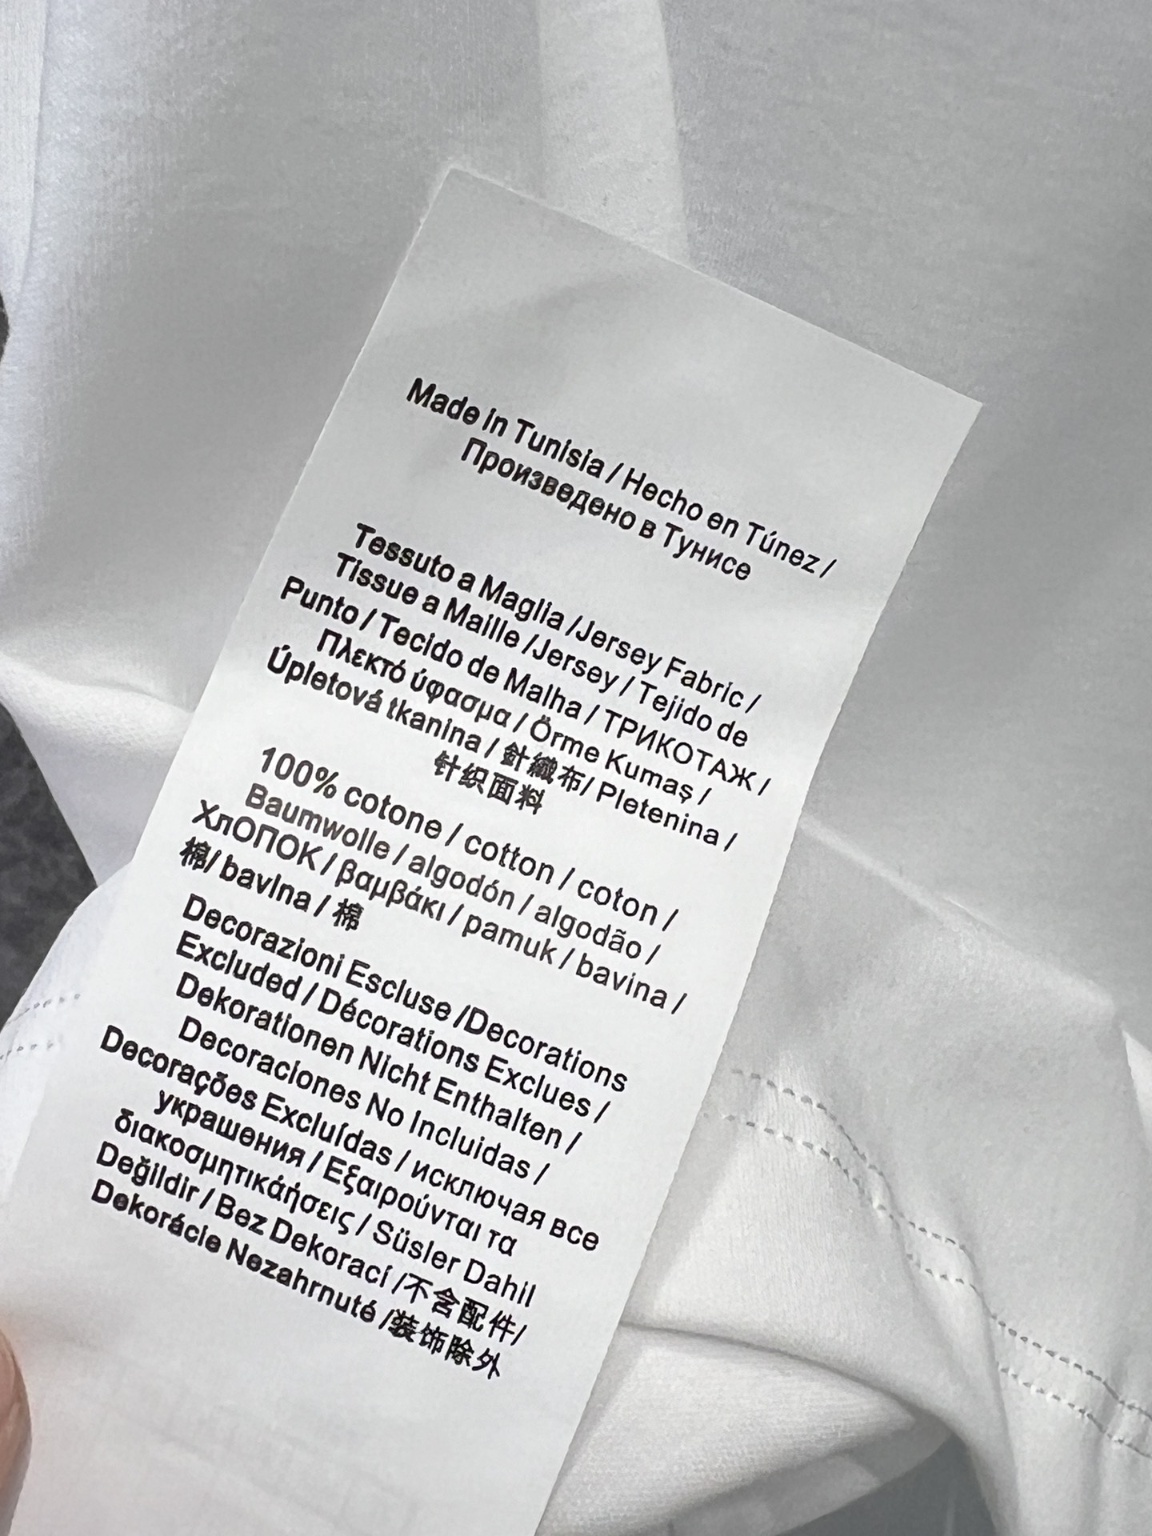 Made in Tunisia / Hecho en Túnez /
Произведено в Тунисе
Tessuto a Maglia /Jersey Fabric /
Tissue a Maille /Jersey / Tejido de
Punto / Tecido de Malha / ТРИКОТАЖ /
Πλεκτό ύφασμα / Örme Kumaş /
Úpletová tkanina / 針織布/ Pletenina /
针织面料
100% cotone / cotton / coton /
Baumwolle / algodón / algodão /
ХлОПОК / βαμβάκι / pamuk / bavina /
棉/ bavlna / 棉
Decorazioni Escluse /Decorations
Excluded / Décorations Exclues /
Dekorationen Nicht Enthalten /
Decoraciones No Incluidas /
Decorações Excluídas / исключая все
украшения / Εξαιρούνται τα
διακοσμητικάήσεις / Süsler Dahil
Değildir / Bez Dekorací /不含配件/
Dekorácie Nezahrnuté /装饰除外